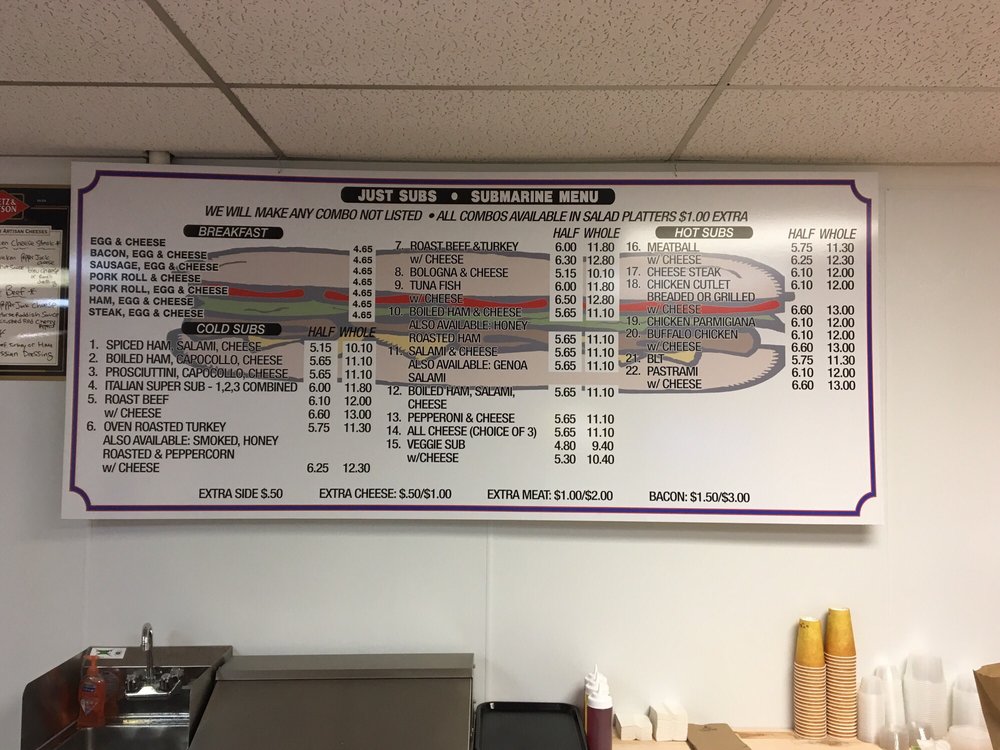 JUST SUBS • SUBMARINE MENU
WE WILL MAKE ANY COMBO NOT LISTED • ALL COMBOS AVAILABLE IN SALAD PLATTERS $1.00 EXTRA
BREAKFAST
EGG & CHEESE
BACON, EGG & CHEESE 4.65
SAUSAGE, EGG & CHEESE 4.65
PORK ROLL & CHEESE 4.65
PORK ROLL, EGG & CHEESE 4.65
HAM, EGG & CHEESE 4.65
STEAK, EGG & CHEESE 4.65
COLD SUBS HALF WHOLE
1. SPICED HAM, SALAMI, CHEESE 5.15 10.10
2. BOILED HAM, CAPOCOLLO, CHEESE 5.65 11.10
3. PROSCIUTTINI, CAPOCOLLO, CHEESE 5.65 11.10
4. ITALIAN SUPER SUB - 1,2,3 COMBINED 6.00 11.80
5. ROAST BEEF 6.10 12.00
w/ CHEESE 6.60 13.00
6. OVEN ROASTED TURKEY 5.75 11.30
ALSO AVAILABLE: SMOKED, HONEY
ROASTED & PEPPERCORN
w/ CHEESE 6.25 12.30
HALF WHOLE
7. ROAST BEEF & TURKEY 6.00 11.80
w/ CHEESE 6.30 12.80
8. BOLOGNA & CHEESE 5.15 10.10
9. TUNA FISH 6.00 11.80
w/ CHEESE 6.50 12.80
10. BOILED HAM & CHEESE 5.65 11.10
ALSO AVAILABLE: HONEY
ROASTED HAM 5.65 11.10
11. SALAMI & CHEESE 5.65 11.10
ALSO AVAILABLE: GENOA 5.65 11.10
SALAMI
12. BOILED HAM, SALAMI, 5.65 11.10
CHEESE
13. PEPPERONI & CHEESE 5.65 11.10
14. ALL CHEESE (CHOICE OF 3) 5.65 11.10
15. VEGGIE SUB 4.80 9.40
w/CHEESE 5.30 10.40
HOT SUBS HALF WHOLE
16. MEATBALL 5.75 11.30
w/ CHEESE 6.25 12.30
17. CHEESE STEAK 6.10 12.00
18. CHICKEN CUTLET 6.10 12.00
BREADED OR GRILLED
w/ CHEESE 6.60 13.00
19. CHICKEN PARMIGIANA 6.10 12.00
20. BUFFALO CHICKEN 6.10 12.00
w/ CHEESE 6.60 13.00
21. BLT 5.75 11.30
22. PASTRAMI 6.10 12.00
w/ CHEESE 6.60 13.00
EXTRA SIDE $.50 EXTRA CHEESE: $.50/$1.00 EXTRA MEAT: $1.00/$2.00 BACON: $1.50/$3.00
ARTISAN CHEESES
Cheese Steak
Beef